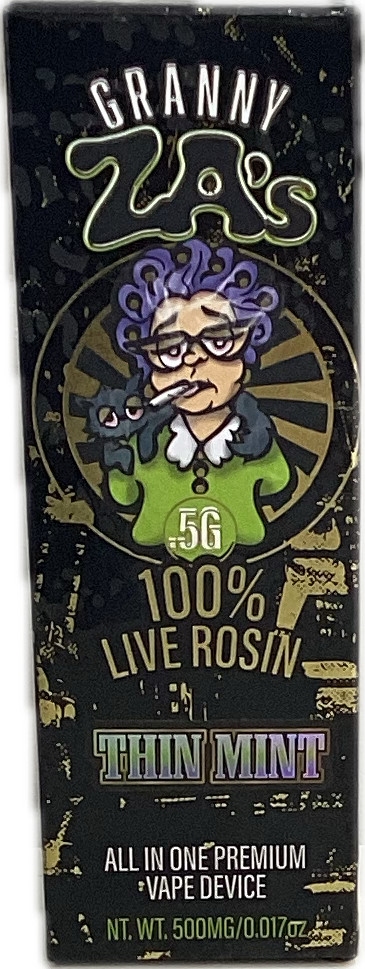 GRANNY
ZA's
.5G
100%
LIVE ROSIN
THIN MINT
ALL IN ONE PREMIUM
VAPE DEVICE
NT. WT. 500MG/0.017oz